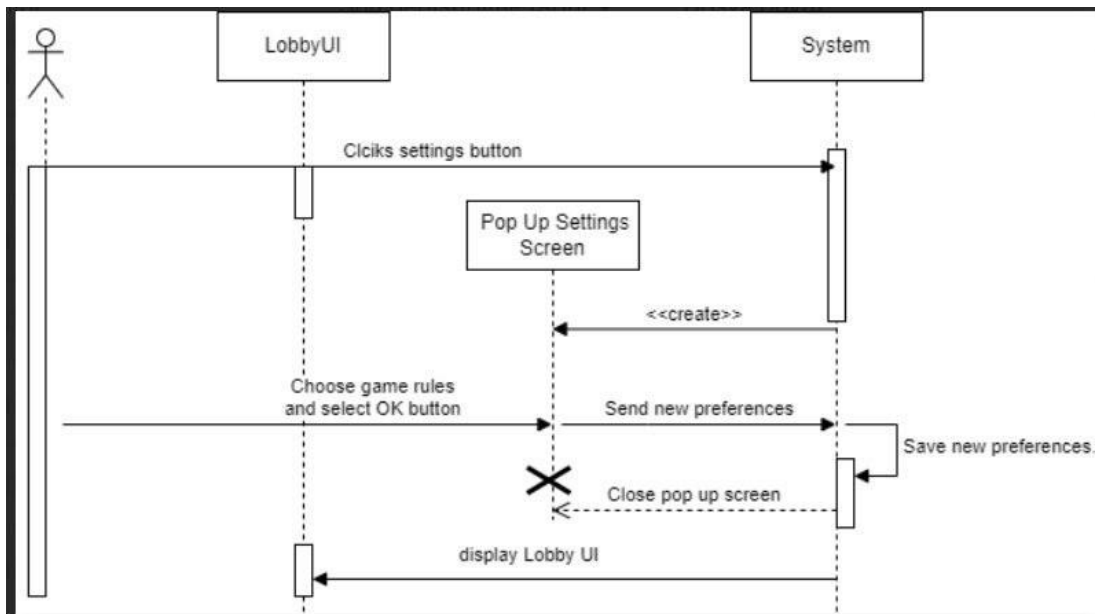 LobbyUI
System
Clciks settings button
Pop Up Settings
Screen
<<create>>
Choose game rules
and select OK button
Send new preferences
Save new preferences.
Close pop up screen
display Lobby UI